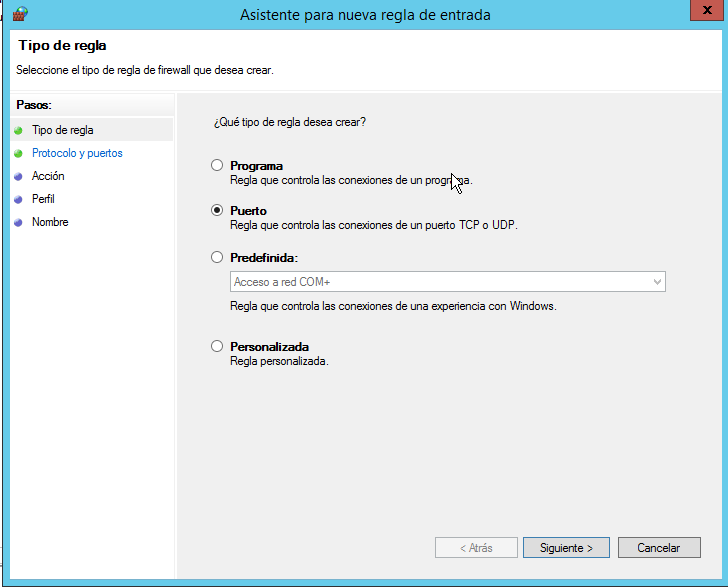 Asistente para nueva regla de entrada
x
Tipo de regla
Seleccione el tipo de regla de firewall que desea crear.
Pasos:
Tipo de regla
Protocolo y puertos
Acción
Perfil
Nombre
¿Qué tipo de regla desea crear?
Programa
Regla que controla las conexiones de un programa.
Puerto
Regla que controla las conexiones de un puerto TCP o UDP.
Predefinida:
Acceso a red COM+
Regla que controla las conexiones de una experiencia con Windows.
Personalizada
Regla personalizada.
< Atrás
Siguiente >
Cancelar